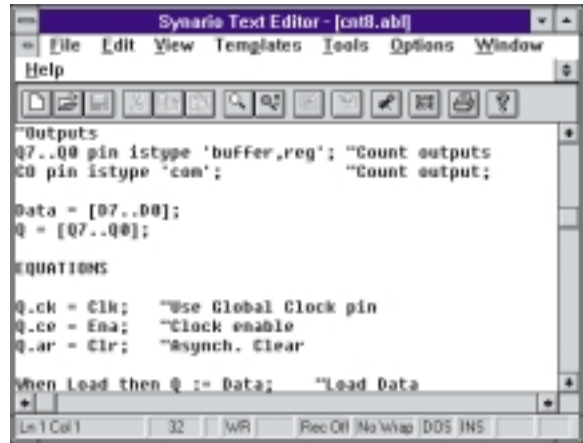 Synario Text Editor - [cnt8.abl]
File Edit View Templates Tools Options Window
Help
"Outputs
Q7..Q0 pin istype 'buffer,reg'; "Count outputs
CO pin istype 'com'; "Count output;
Data = [D7..D0];
Q = [Q7..Q0];
EQUATIONS
Q.ck = Clk; "Use Global Clock pin
Q.ce = Ena; "Clock enable
Q.ar = Clr; "Asynch. Clear
When Load then Q := Data; "Load Data
Ln 1 Col 1 32 WR Rec Off No Wrap DOS INS